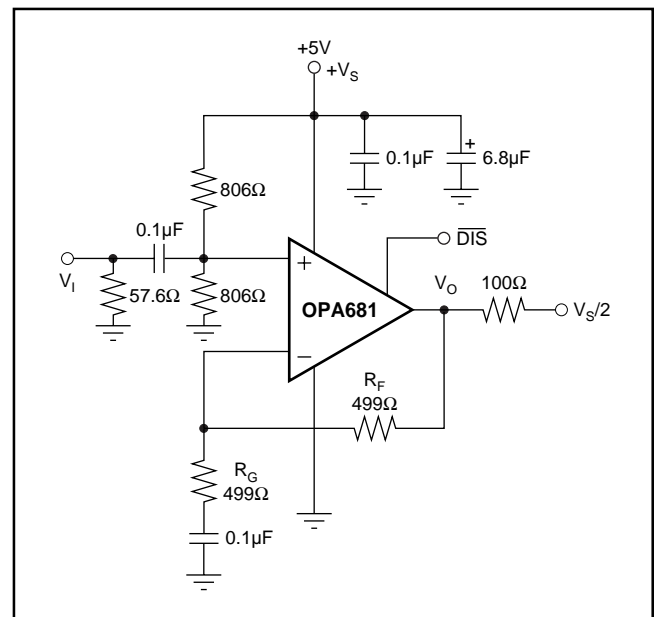 +5V
+V_S
0.1µF
6.8µF
806Ω
0.1µF
V_I
57.6Ω
806Ω
+
OPA681
−
D̅I̅S̅
V_O
100Ω
V_S/2
R_F
499Ω
R_G
499Ω
0.1µF
+